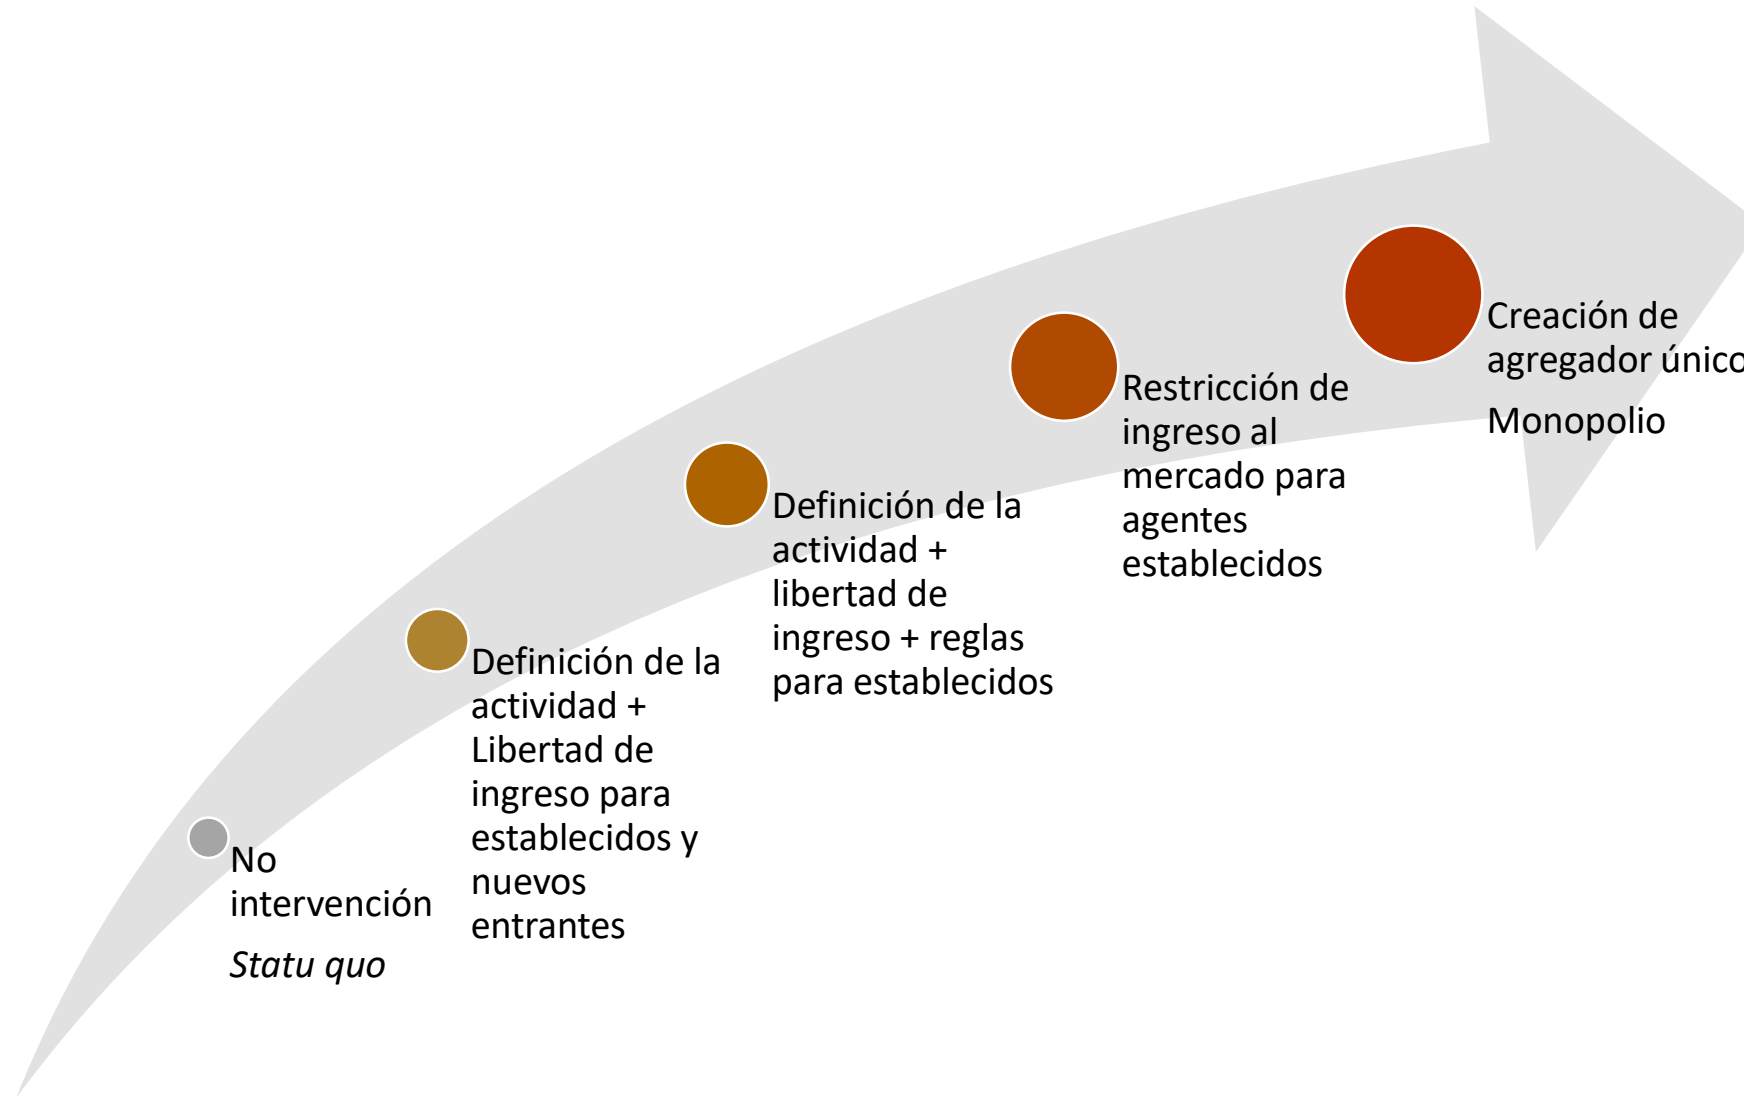 No
intervención
Statu quo
Definición de la
actividad +
Libertad de
ingreso para
establecidos y
nuevos
entrantes
Definición de la
actividad +
libertad de
ingreso + reglas
para establecidos
Restricción de
ingreso al
mercado para
agentes
establecidos
Creación de
agregador único
Monopolio